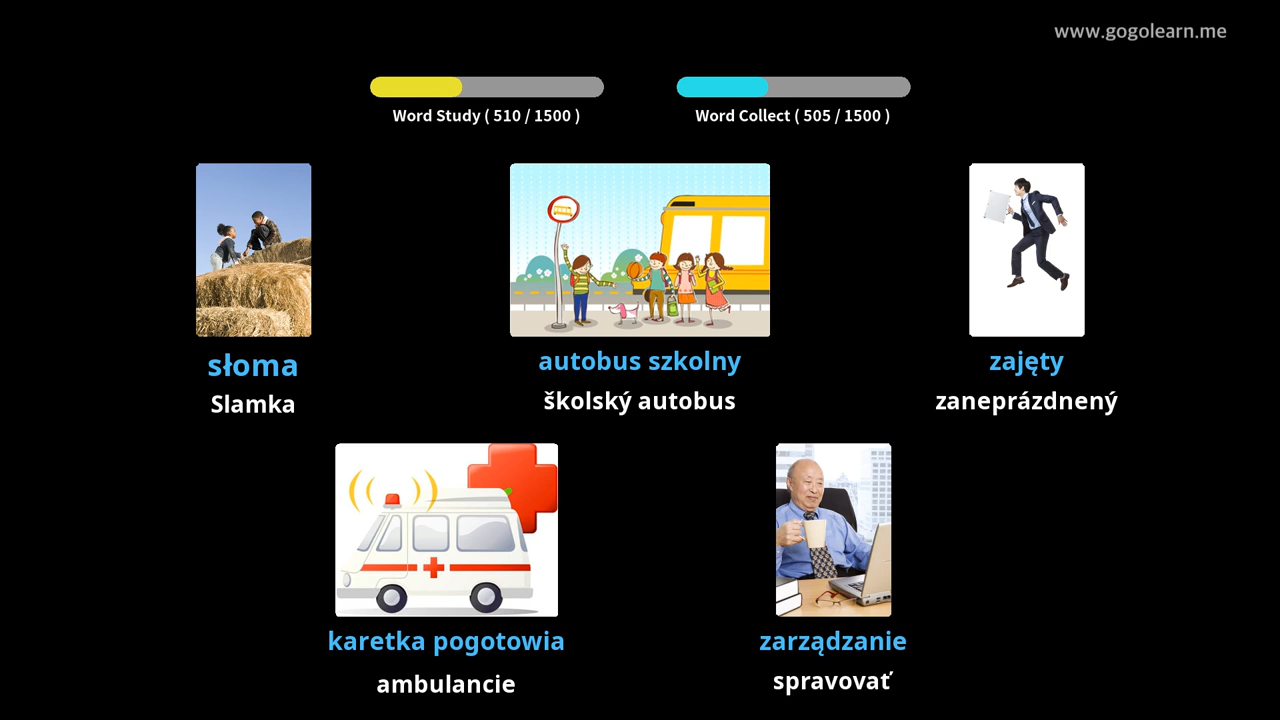 www.gogolearn.me
Word Study ( 510 / 1500 )
Word Collect ( 505 / 1500 )
słoma
Slamka
autobus szkolny
školský autobus
zajęty
zaneprázdnený
karetka pogotowia
ambulancie
zarządzanie
spravovať